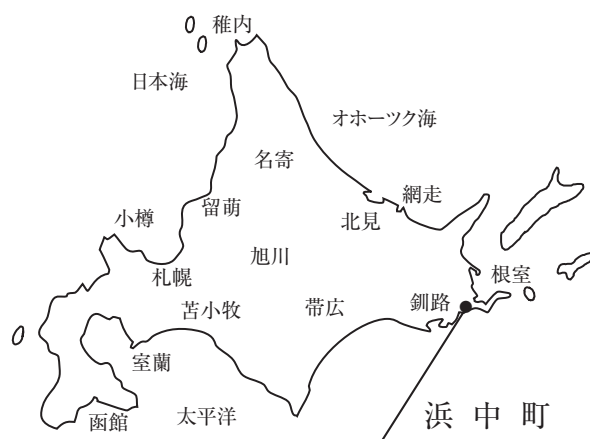 稚内
日本海
オホーツク海
名寄
網走
留萌
北見
小樽
旭川
札幌
根室
苫小牧
帯広
釧路
室蘭
函館
太平洋
浜中町